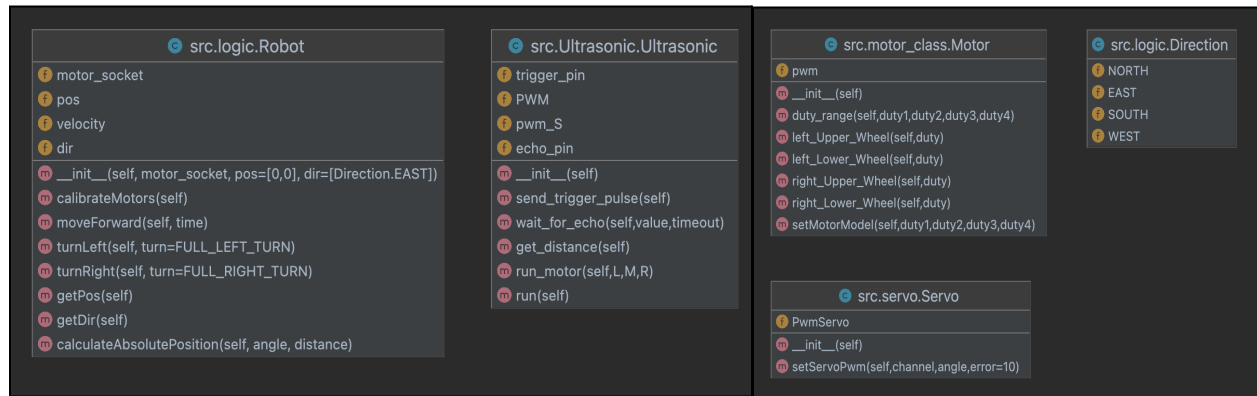 src.logic.Robot
motor_socket
pos
velocity
dir
__init__(self, motor_socket, pos=[0,0], dir=[Direction.EAST])
calibrateMotors(self)
moveForward(self, time)
turnLeft(self, turn=FULL_LEFT_TURN)
turnRight(self, turn=FULL_RIGHT_TURN)
getPos(self)
getDir(self)
calculateAbsolutePosition(self, angle, distance)
src.Ultrasonic.Ultrasonic
trigger_pin
PWM
pwm_S
echo_pin
__init__(self)
send_trigger_pulse(self)
wait_for_echo(self,value,timeout)
get_distance(self)
run_motor(self,L,M,R)
run(self)
src.motor_class.Motor
pwm
__init__(self)
duty_range(self,duty1,duty2,duty3,duty4)
left_Upper_Wheel(self,duty)
left_Lower_Wheel(self,duty)
right_Upper_Wheel(self,duty)
right_Lower_Wheel(self,duty)
setMotorModel(self,duty1,duty2,duty3,duty4)
src.logic.Direction
NORTH
EAST
SOUTH
WEST
src.servo.Servo
PwmServo
__init__(self)
setServoPwm(self,channel,angle,error=10)